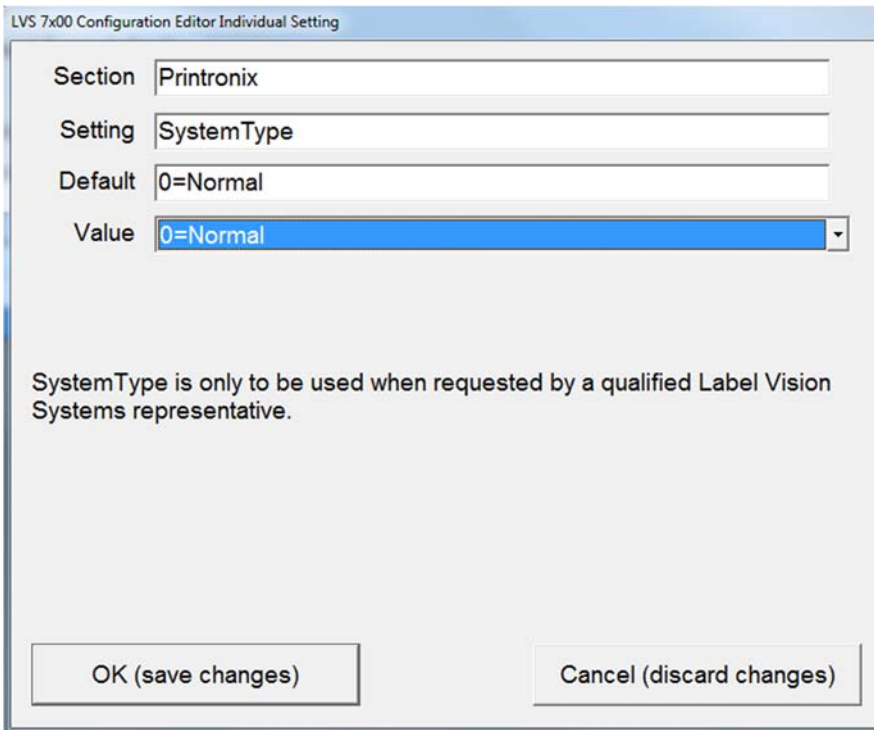 LVS 7x00 Configuration Editor Individual Setting
Section Printronix
Setting SystemType
Default 0=Normal
Value 0=Normal
SystemType is only to be used when requested by a qualified Label Vision
Systems representative.
OK (save changes) Cancel (discard changes)